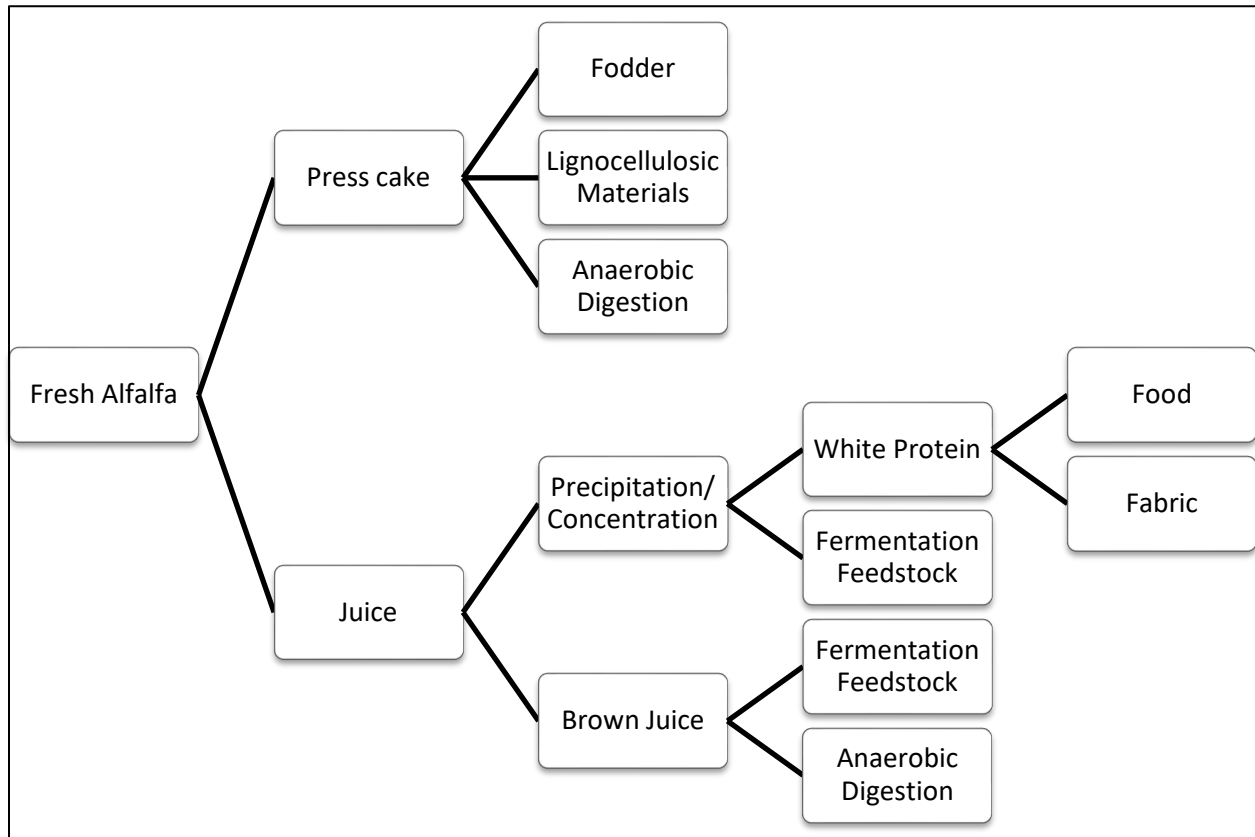 Fodder
Press cake
Lignocellulosic
Materials
Anaerobic
Digestion
Fresh Alfalfa
Food
White Protein
Precipitation/
Concentration
Fabric
Fermentation
Feedstock
Juice
Fermentation
Feedstock
Brown Juice
Anaerobic
Digestion